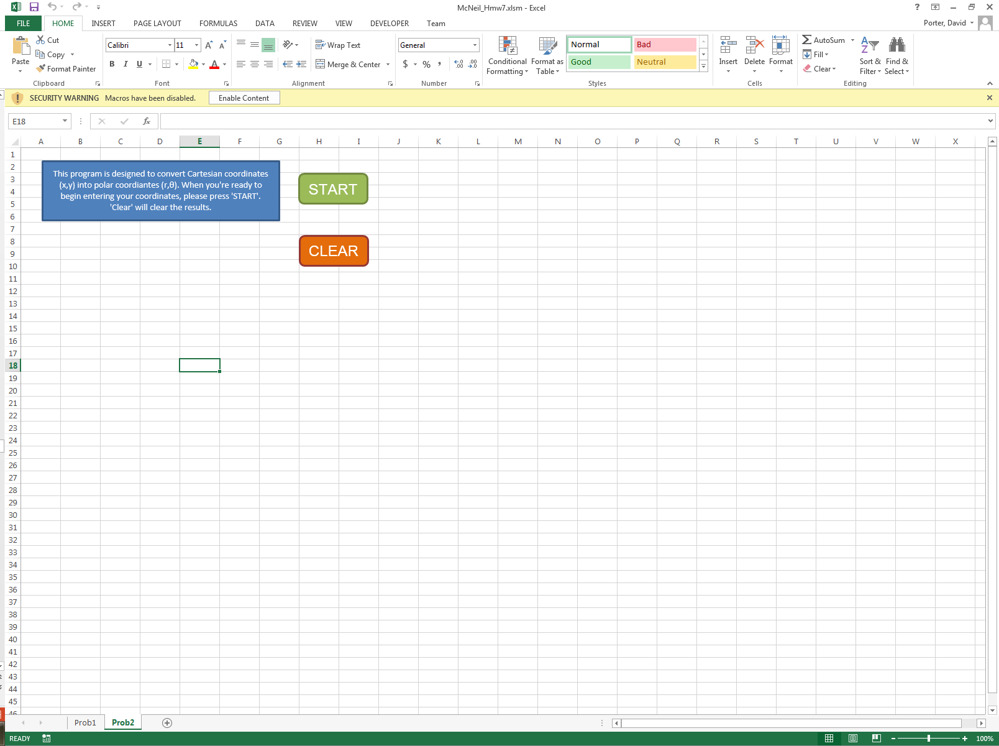 McNeil_Hmw7.xlsm - Excel
FILE HOME INSERT PAGE LAYOUT FORMULAS DATA REVIEW VIEW DEVELOPER Team Porter, David
Paste
Cut
Copy
Format Painter
Clipboard
Calibri 11
B I U
Font
Wrap Text
Merge & Center
Alignment
General
$ % ,
Number
Conditional Formatting
Format as Table
Normal Bad
Good Neutral
Styles
Insert Delete Format
Cells
AutoSum
Fill
Clear
Sort & Filter
Find & Select
Editing
SECURITY WARNING Macros have been disabled. Enable Content
E18 fx
A B C D E F G H I J K L M N O P Q R S T U V W X
1
2
3
4
5
6
7
8
9
10
11
12
13
14
15
16
17
18
19
20
21
22
23
24
25
26
27
28
29
30
31
32
33
34
35
36
37
38
39
40
41
42
43
44
45
46
This program is designed to convert Cartesian coordinates
(x,y) into polar coordiantes (r,θ). When you're ready to
begin entering your coordinates, please press 'START'.
'Clear' will clear the results.
START
CLEAR
Prob1 Prob2
READY 100%